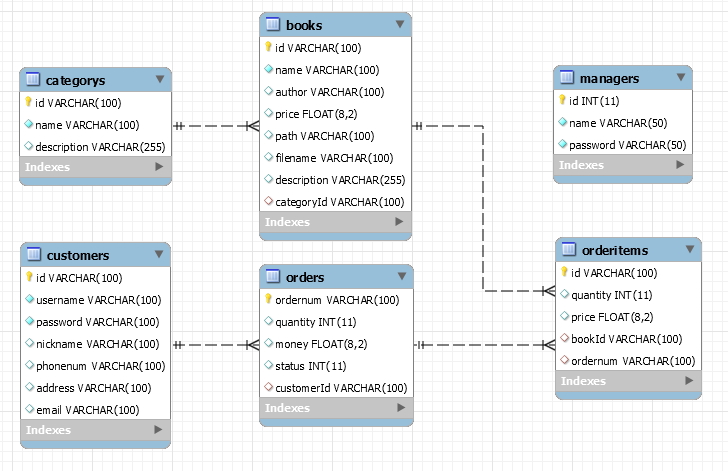 categorys
id VARCHAR(100)
name VARCHAR(100)
description VARCHAR(255)
Indexes
books
id VARCHAR(100)
name VARCHAR(100)
author VARCHAR(100)
price FLOAT(8,2)
path VARCHAR(100)
filename VARCHAR(100)
description VARCHAR(255)
categoryId VARCHAR(100)
Indexes
managers
id INT(11)
name VARCHAR(50)
password VARCHAR(50)
Indexes
customers
id VARCHAR(100)
username VARCHAR(100)
password VARCHAR(100)
nickname VARCHAR(100)
phonenum VARCHAR(100)
address VARCHAR(100)
email VARCHAR(100)
Indexes
orders
ordernum VARCHAR(100)
quantity INT(11)
money FLOAT(8,2)
status INT(11)
customerId VARCHAR(100)
Indexes
orderitems
id VARCHAR(100)
quantity INT(11)
price FLOAT(8,2)
bookId VARCHAR(100)
ordernum VARCHAR(100)
Indexes